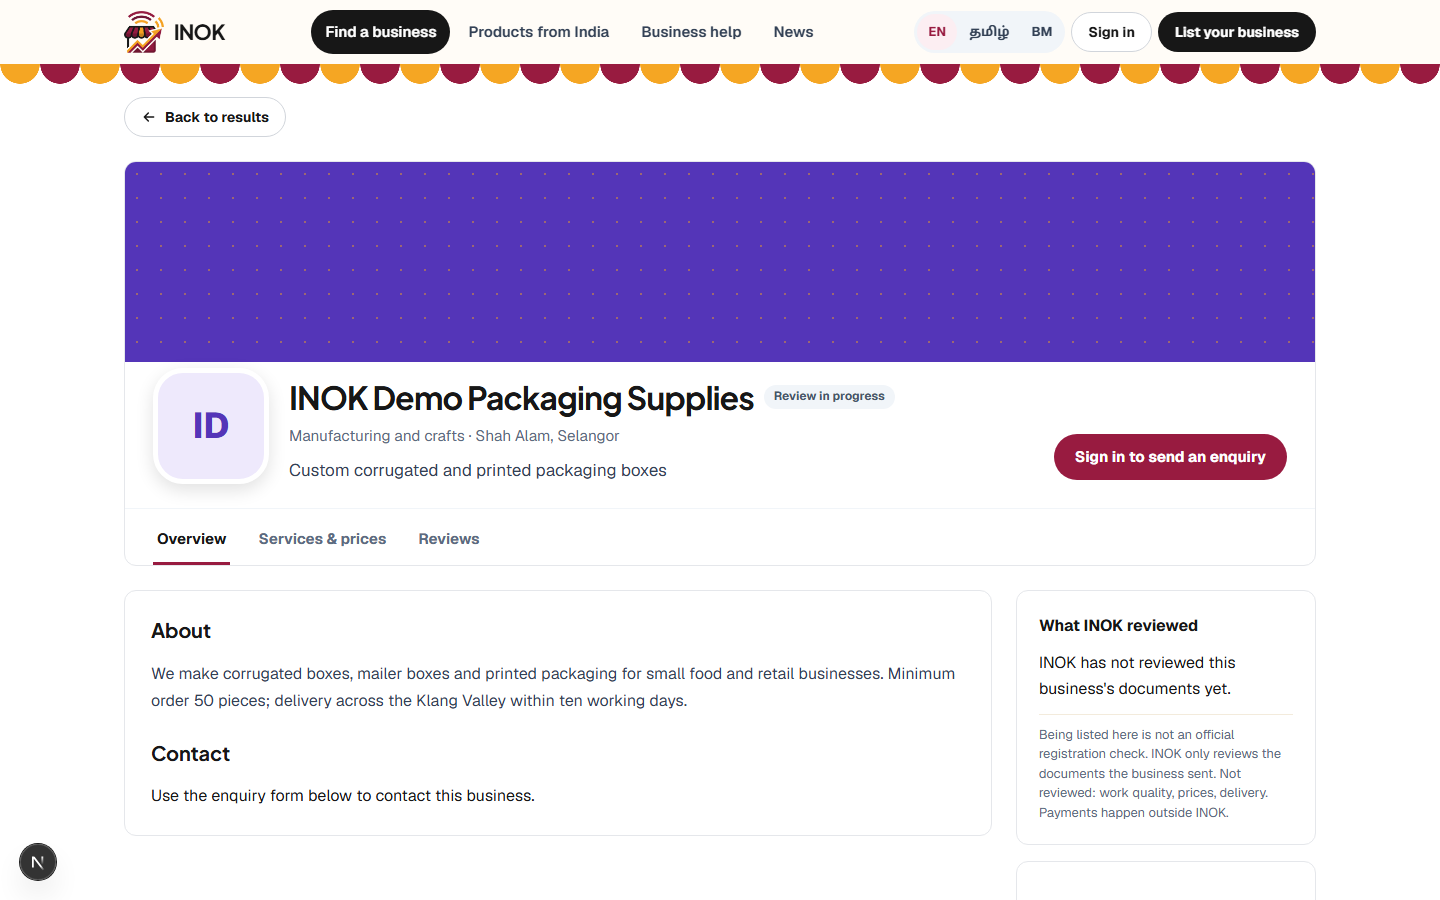 INOK
Find a business
Products from India
Business help
News
EN
தமிழ்
BM
Sign in
List your business
← Back to results
ID
INOK Demo Packaging Supplies
Review in progress
Manufacturing and crafts · Shah Alam, Selangor
Custom corrugated and printed packaging boxes
Sign in to send an enquiry
Overview
Services & prices
Reviews
About
We make corrugated boxes, mailer boxes and printed packaging for small food and retail businesses. Minimum
order 50 pieces; delivery across the Klang Valley within ten working days.
Contact
Use the enquiry form below to contact this business.
What INOK reviewed
INOK has not reviewed this
business's documents yet.
Being listed here is not an official
registration check. INOK only reviews the
documents the business sent. Not
reviewed: work quality, prices, delivery.
Payments happen outside INOK.
N